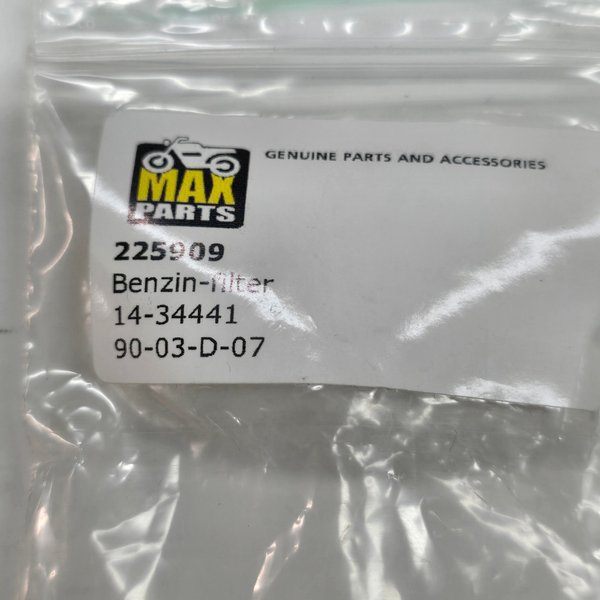 MAX
PARTS
GENUINE PARTS AND ACCESSORIES
225909
Benzin-filter
14-34441
90-03-D-07